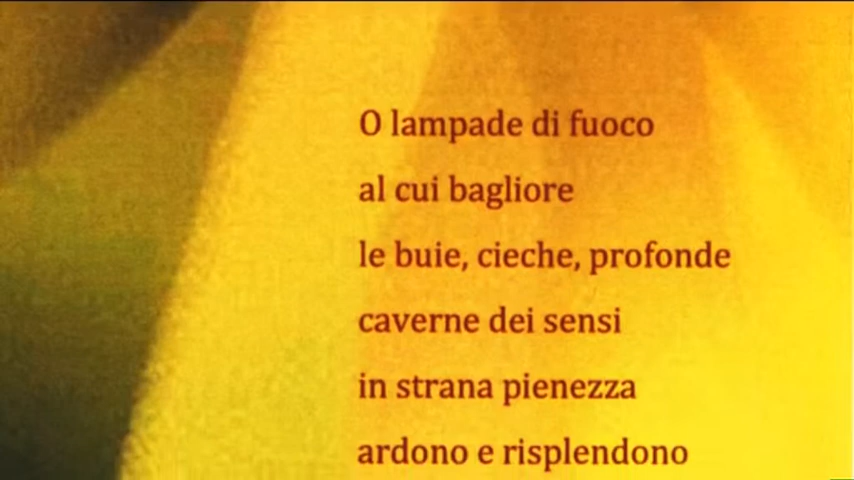 O lampade di fuoco
al cui bagliore
le buie, cieche, profonde
caverne dei sensi
in strana pienezza
ardono e risplendono